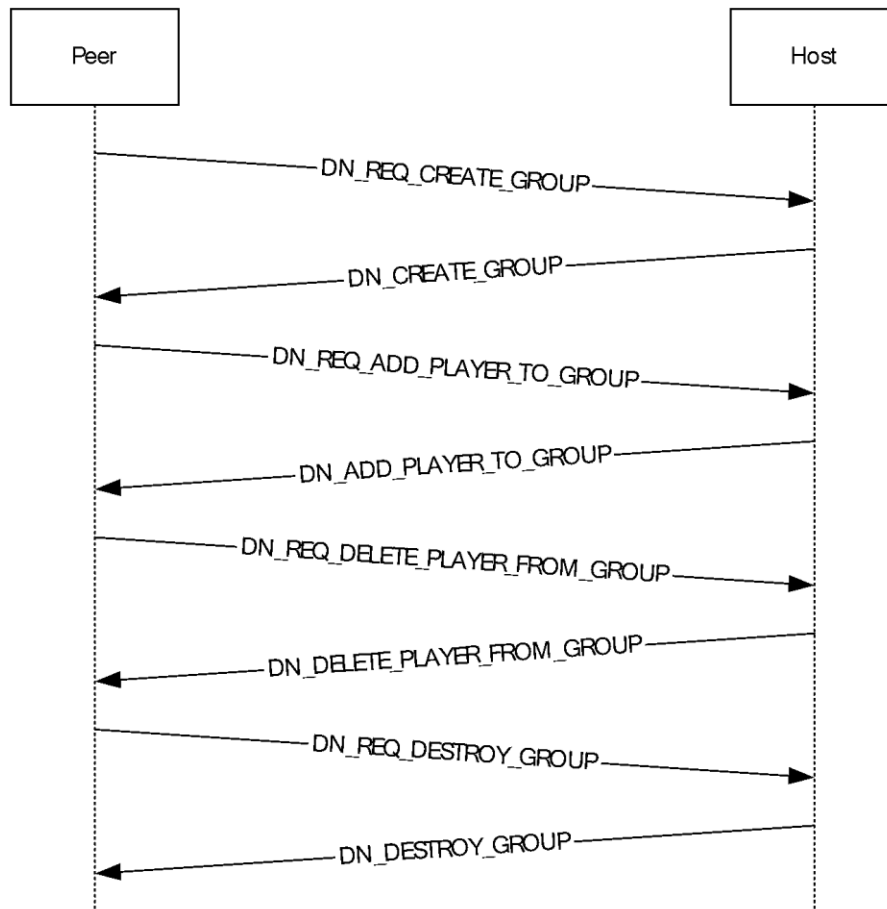 Peer
Host
DN_REQ_CREATE_GROUP
DN_CREATE_GROUP
DN_REQ_ADD_PLAYER_TO_GROUP
DN_ADD_PLAYER_TO_GROUP
DN_REQ_DELETE_PLAYER_FROM_GROUP
DN_DELETE_PLAYER_FROM_GROUP
DN_REQ_DESTROY_GROUP
DN_DESTROY_GROUP